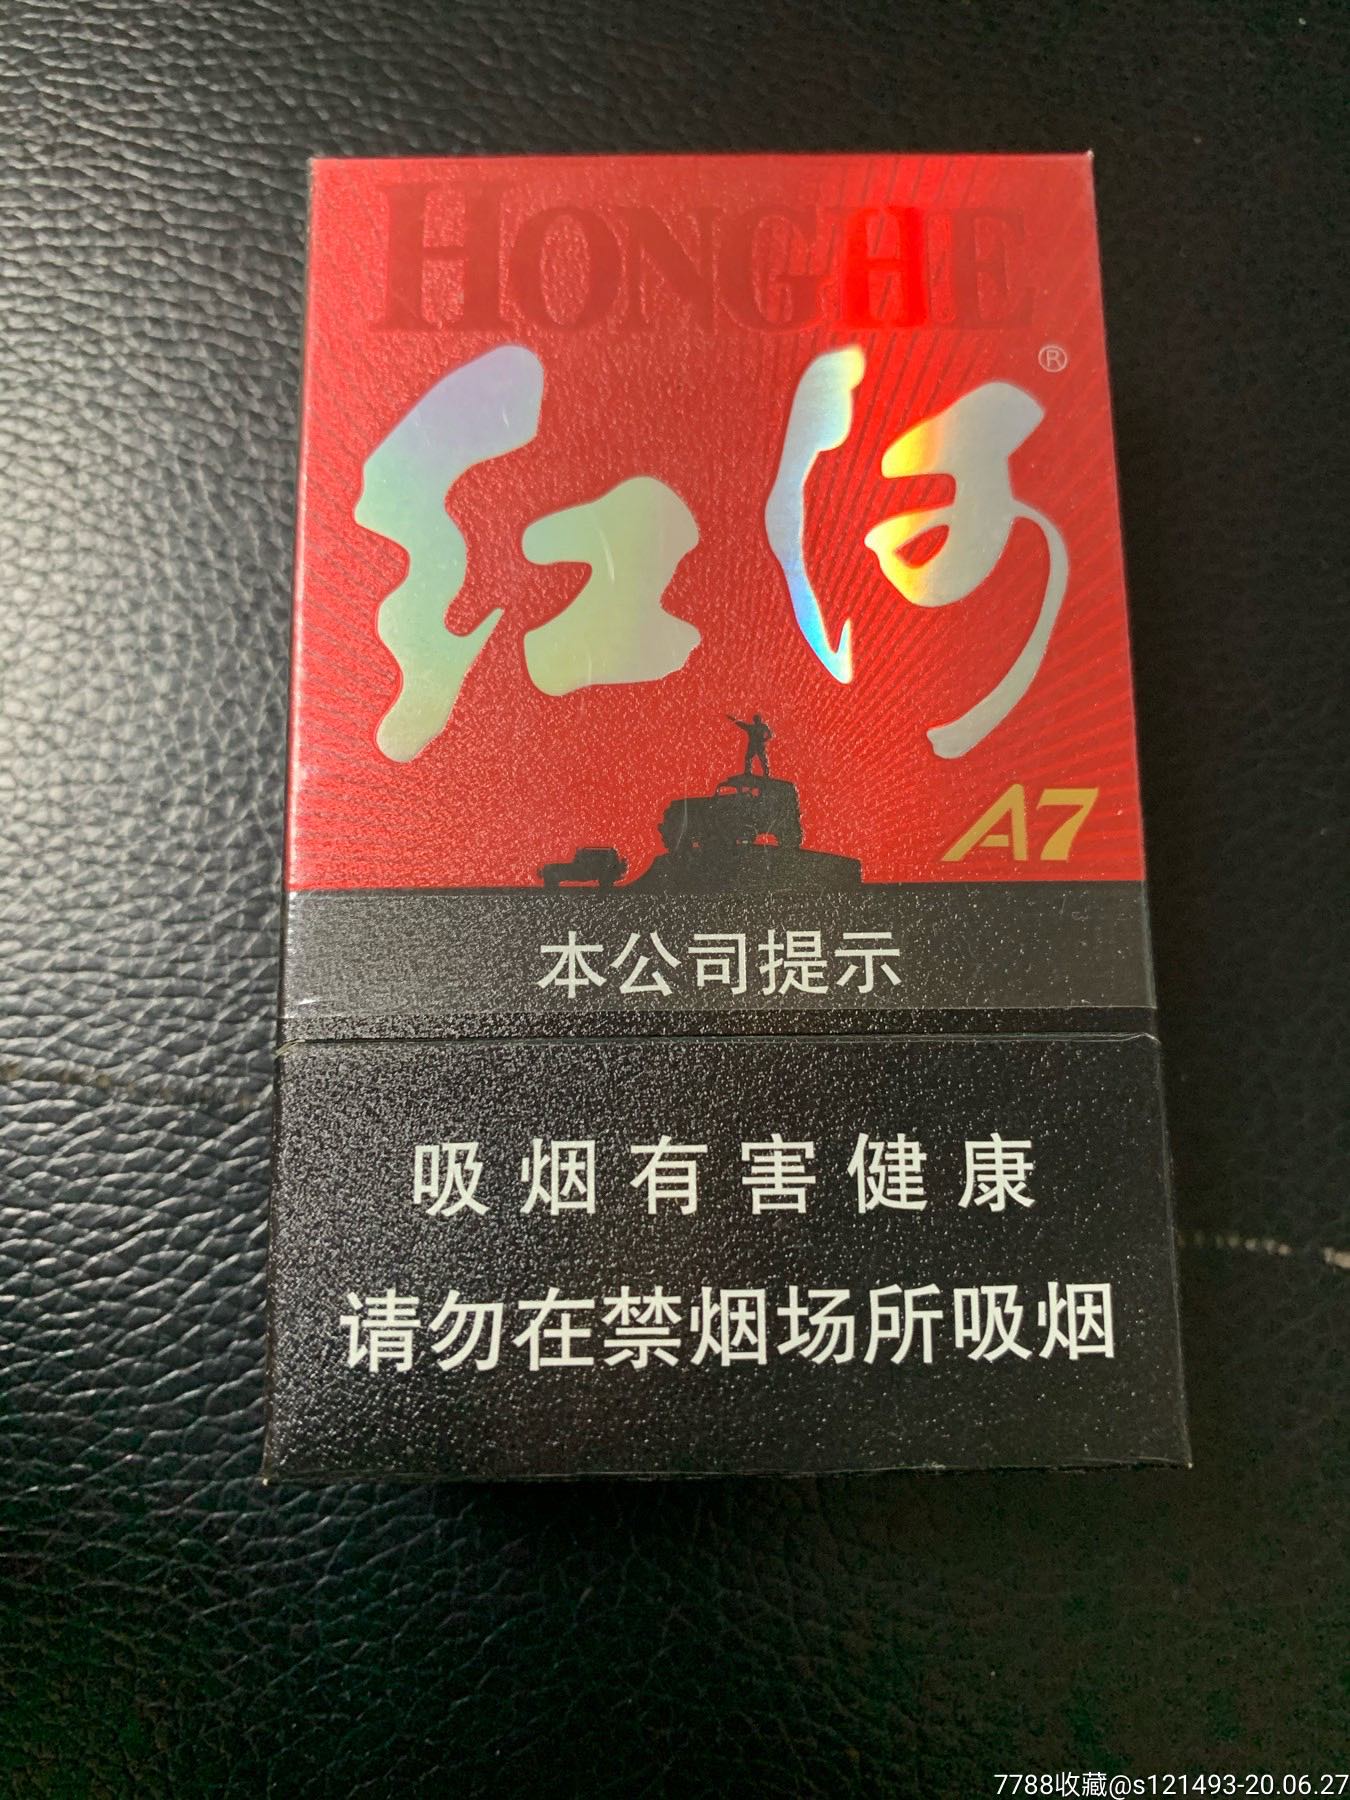 HONGHE
红河®
A7
本公司提示
吸烟有害健康
请勿在禁烟场所吸烟
7788收藏@s121493-20.06.27